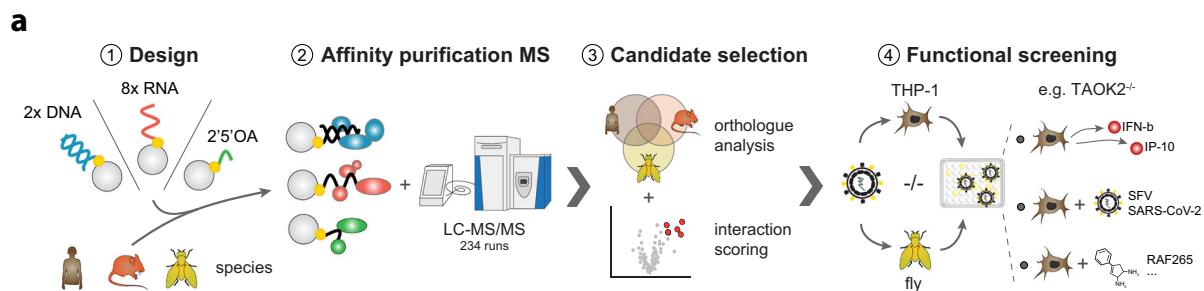 a
① Design
② Affinity purification MS
③ Candidate selection
④ Functional screening
2x DNA
8x RNA
2'5'OA
species
+
LC-MS/MS
234 runs
orthologue
analysis
+
interaction
scoring
THP-1
-/-
fly
e.g. TAOK2-/-
IFN-b
IP-10
+
SFV
SARS-CoV-2
+
NH₂
NH₂
RAF265
...